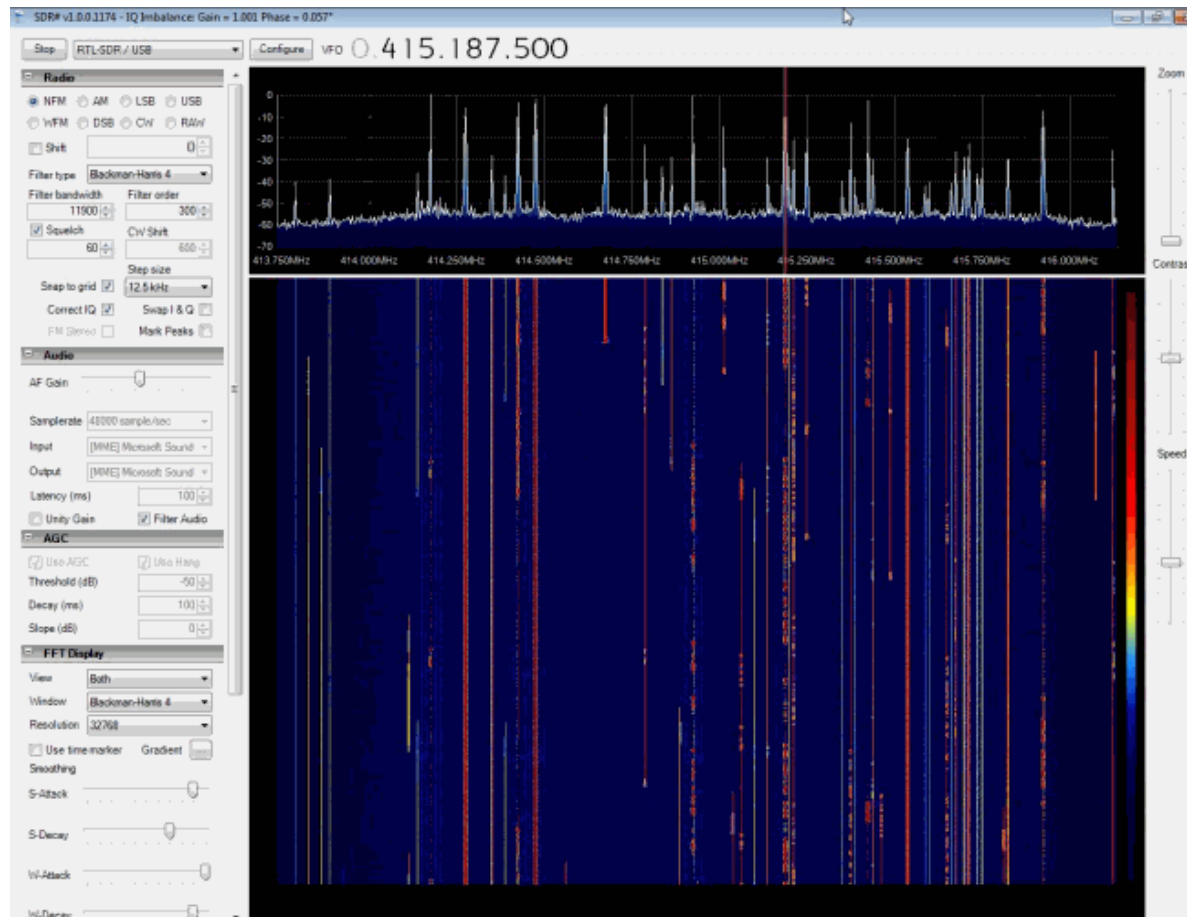 SDR# v1.0.0.1174 - IQ Imbalance: Gain = 1.001 Phase = 0.057°
Stop RTL-SDR / USB Configure VFO 0.415.187.500
Radio
NFM AM LSB USB
WFM DSB CW RAW
Shift 0
Filter type Blackman-Harris 4
Filter bandwidth Filter order
11900 300
Squelch CW Shift
60 600
Step size
Snap to grid 12.5 kHz
Correct IQ Swap I & Q
FM Stereo Mark Peaks
Audio
AF Gain
Samplerate 48000 sample/sec
Input [MME] Microsoft Sound
Output [MME] Microsoft Sound
Latency (ms) 100
Unity Gain Filter Audio
AGC
Use AGC Use Hang
Threshold (dB) -50
Decay (ms) 100
Slope (dB) 0
FFT Display
View Both
Window Blackman-Harris 4
Resolution 32768
Use time marker Gradient
Smoothing
S-Attack
S-Decay
W-Attack
W-Decay
0
-10
-20
-30
-40
-50
-60
-70
413.750MHz 414.000MHz 414.250MHz 414.500MHz 414.750MHz 415.000MHz 415.250MHz 415.500MHz 415.750MHz 416.000MHz
Zoom
Contras
Speed